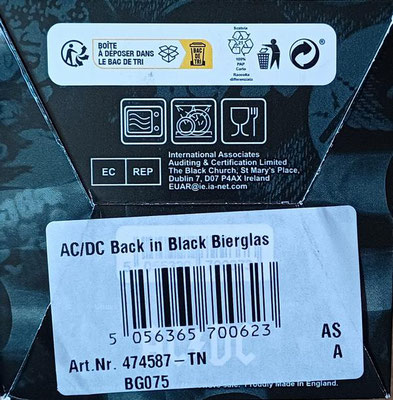 BOÎTE
À DÉPOSER DANS
LE BAC DE TRI
BAC
DE
TRI
Scatola
100%
PAP
Carta
Raccolta
differenziata
®
EC REP
International Associates
Auditing & Certification Limited
The Black Church, St Mary's Place,
Dublin 7, D07 P4AX Ireland
EUAR@ie.ia-net.com
AC/DC Back in Black Bierglas
5 056365 700623
AS
A
Art.Nr. 474587-TN
BG075
Proudly Made in England.